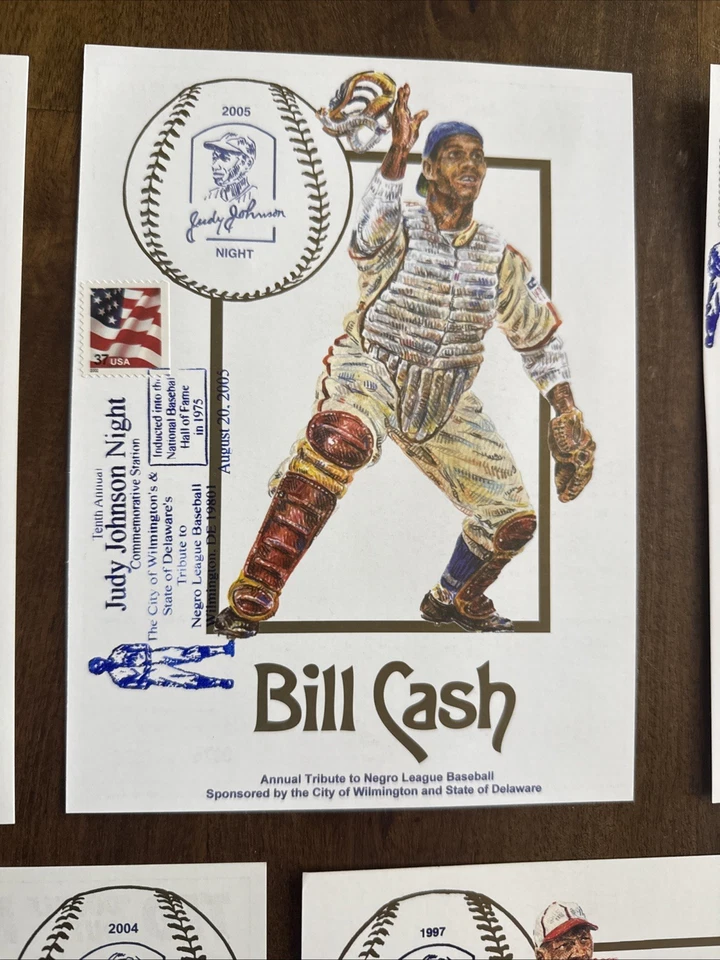 2005
Judy Johnson
NIGHT
37 USA
Tenth Annual
Judy Johnson Night
Commemorative Station
The City of Wilmington's &
State of Delaware's
Tribute to
Negro League Baseball
Wilmington, DE 19801
Inducted into the
National Baseball
Hall of Fame
in 1975
August 20, 2005
Bill Cash
Annual Tribute to Negro League Baseball
Sponsored by the City of Wilmington and State of Delaware
2004
1997